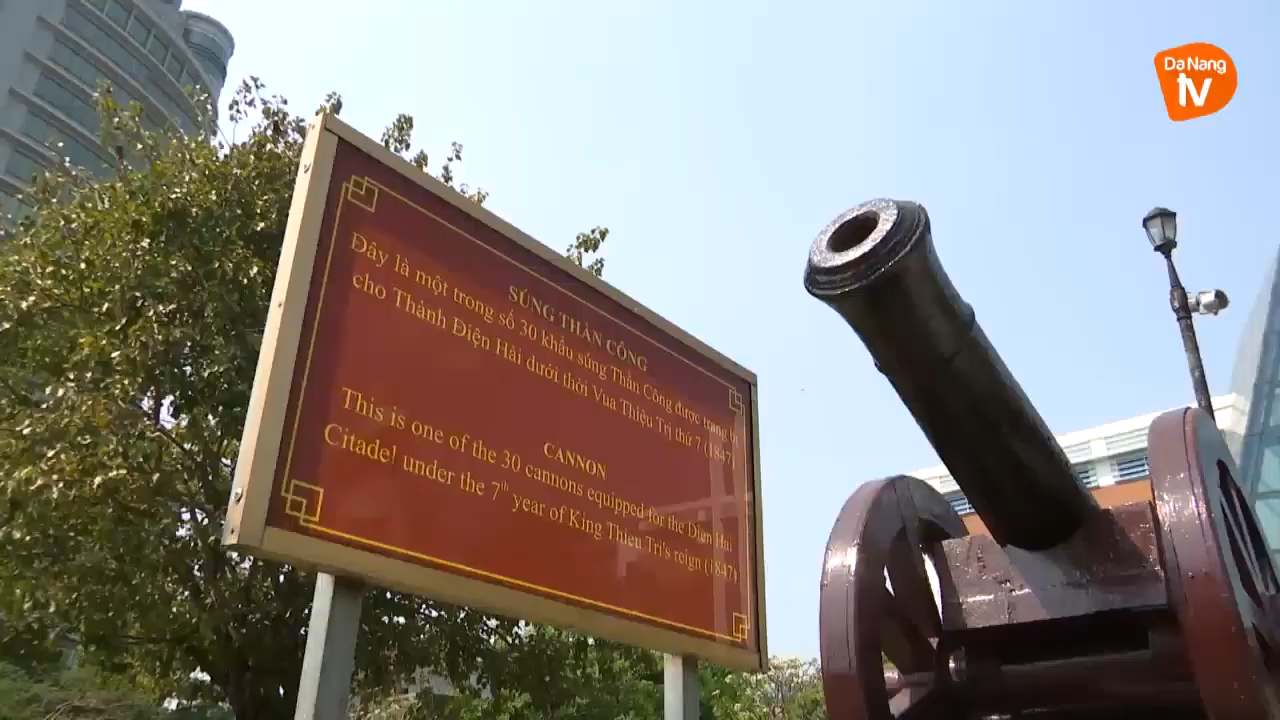 Da Nang
tv
SÚNG THẦN CÔNG
Đây là một trong số 30 khẩu súng Thần Công được trang bị
cho Thành Điện Hải dưới thời Vua Thiệu Trị thứ 7 (1847)
CANNON
This is one of the 30 cannons equipped for the Dien Hai
Citadel under the 7th year of King Thieu Tri's reign (1847)